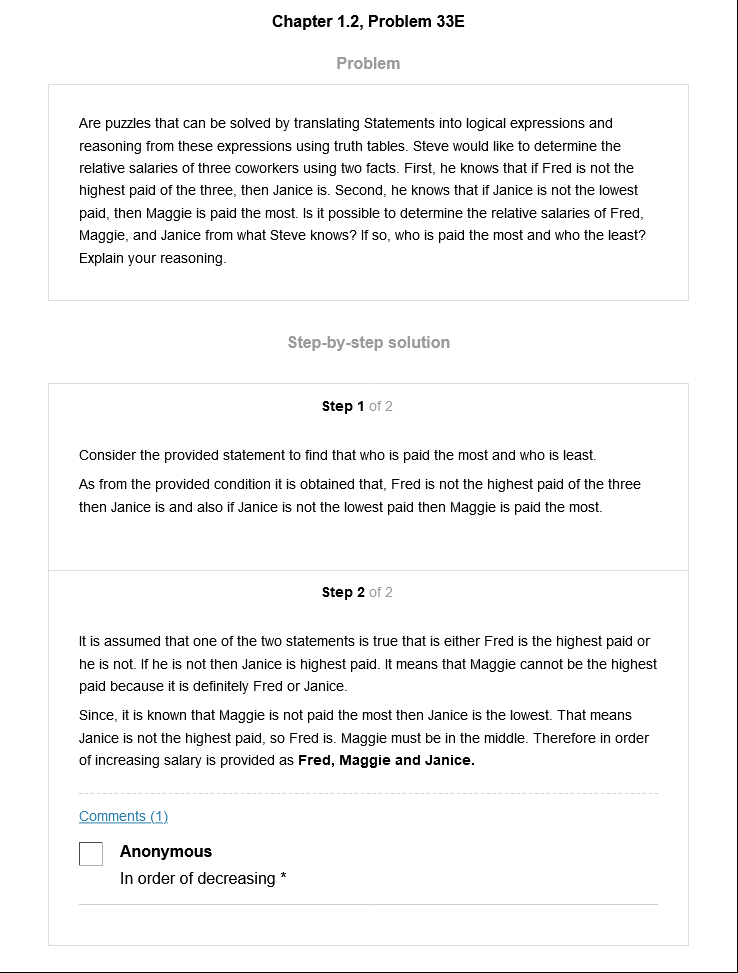 Chapter 1.2, Problem 33E
Problem
Are puzzles that can be solved by translating Statements into logical expressions and
reasoning from these expressions using truth tables. Steve would like to determine the
relative salaries of three coworkers using two facts. First, he knows that if Fred is not the
highest paid of the three, then Janice is. Second, he knows that if Janice is not the lowest
paid, then Maggie is paid the most. Is it possible to determine the relative salaries of Fred,
Maggie, and Janice from what Steve knows? If so, who is paid the most and who the least?
Explain your reasoning.
Step-by-step solution
Step 1 of 2
Consider the provided statement to find that who is paid the most and who is least.
As from the provided condition it is obtained that, Fred is not the highest paid of the three
then Janice is and also if Janice is not the lowest paid then Maggie is paid the most.
Step 2 of 2
It is assumed that one of the two statements is true that is either Fred is the highest paid or
he is not. If he is not then Janice is highest paid. It means that Maggie cannot be the highest
paid because it is definitely Fred or Janice.
Since, it is known that Maggie is not paid the most then Janice is the lowest. That means
Janice is not the highest paid, so Fred is. Maggie must be in the middle. Therefore in order
of increasing salary is provided as Fred, Maggie and Janice.
Comments (1)
Anonymous
In order of decreasing *